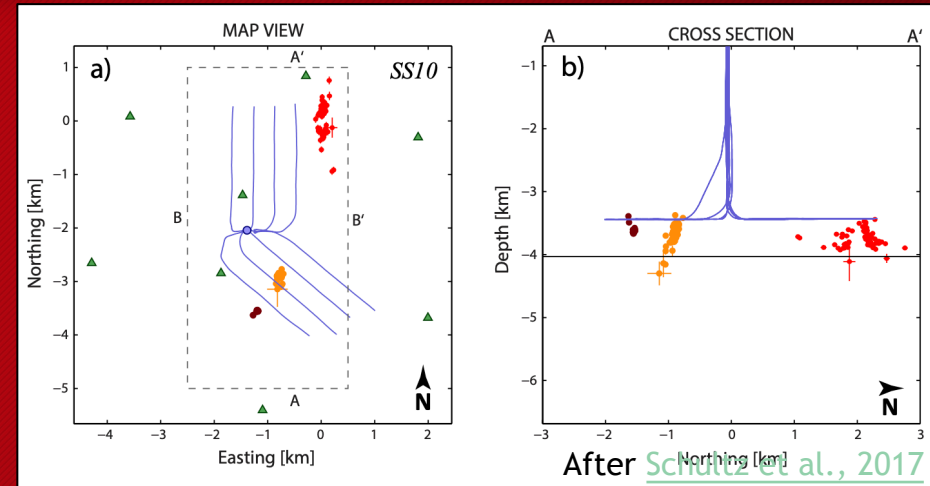 MAP VIEW
a)
A'
SS10
1
0
−1
−2
−3
−4
−5
Northing [km]
B
B'
A
N
−4
−3
−2
−1
0
1
2
Easting [km]
A
CROSS SECTION
A'
b)
−1
−2
−3
−4
−5
−6
Depth [km]
N
−3
−2
−1
0
1
2
3
Northing [km]
After Schultz et al., 2017